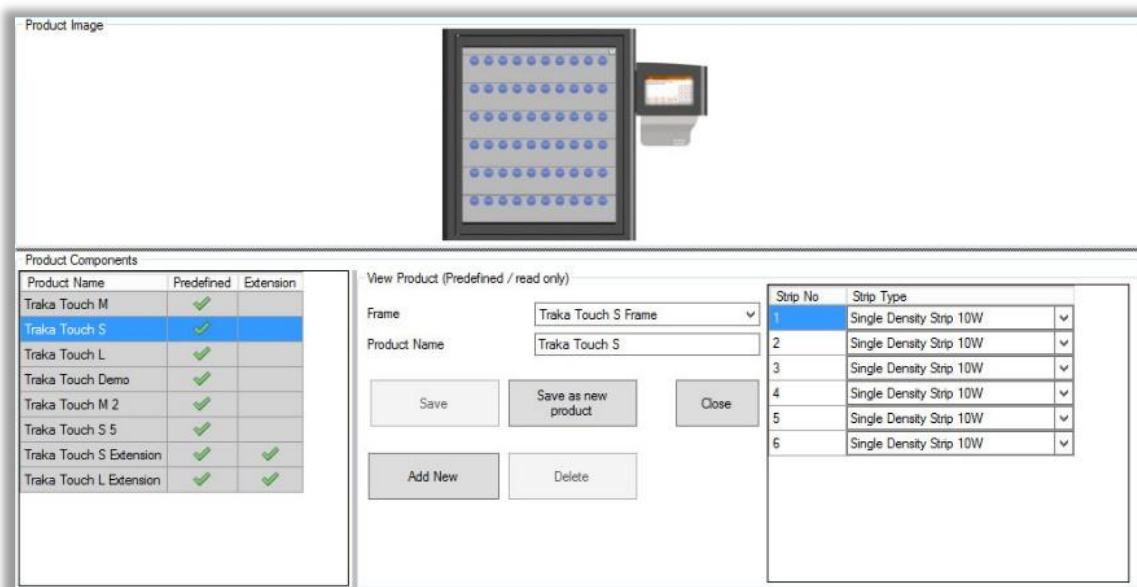 Product Image
Product Components
Product Name Predefined Extension
Traka Touch M
Traka Touch S
Traka Touch L
Traka Touch Demo
Traka Touch M 2
Traka Touch S 5
Traka Touch S Extension
Traka Touch L Extension
View Product (Predefined / read only)
Frame Traka Touch S Frame
Product Name Traka Touch S
Save Save as new product Close
Add New Delete
Strip No Strip Type
1 Single Density Strip 10W
2 Single Density Strip 10W
3 Single Density Strip 10W
4 Single Density Strip 10W
5 Single Density Strip 10W
6 Single Density Strip 10W